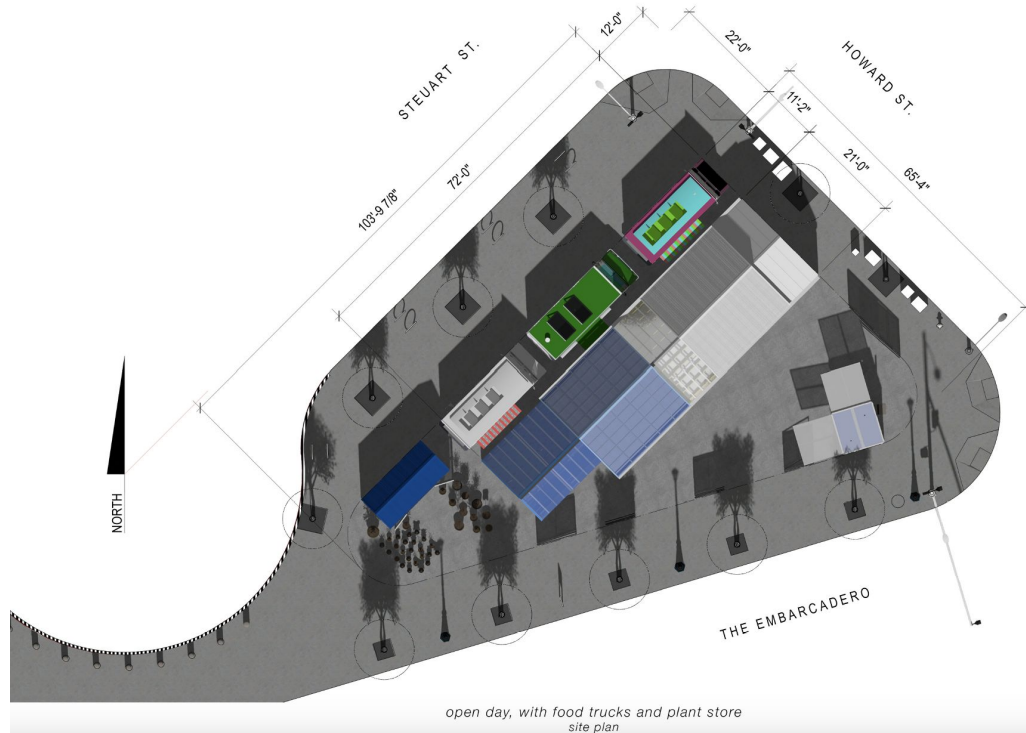 12'-0"
STEUART ST.
22'-0"
HOWARD ST.
11'-2"
21'-0"
65'-4"
72'-0"
103'-9 7/8"
NORTH
THE EMBARCADERO
open day, with food trucks and plant store
site plan